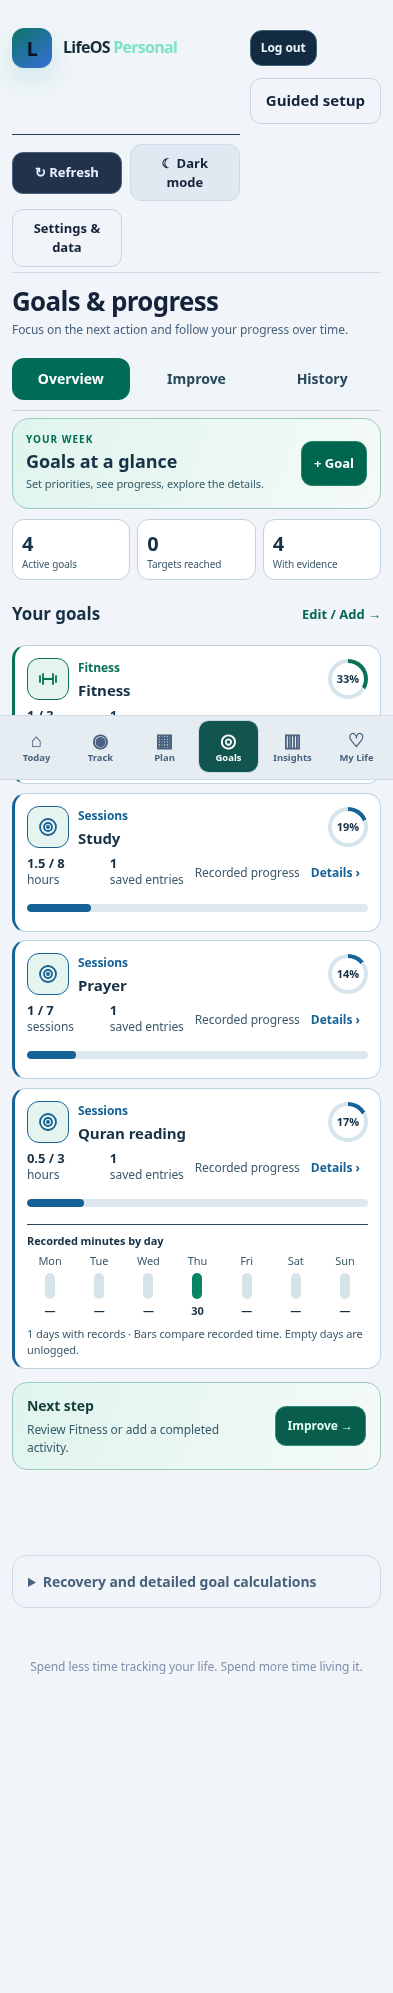 L
LifeOS Personal
Log out
Guided setup
↻ Refresh
☾ Dark
mode
Settings &
data
Goals & progress
Focus on the next action and follow your progress over time.
Overview
Improve
History
YOUR WEEK
Goals at a glance
Set priorities, see progress, explore the details.
+ Goal
4
Active goals
0
Targets reached
4
With evidence
Your goals
Edit / Add →
Fitness
Fitness
33%
Today
Track
Plan
Goals
Insights
My Life
Sessions
Study
19%
1.5 / 8
hours
1
saved entries
Recorded progress
Details ›
Sessions
Prayer
14%
1 / 7
sessions
1
saved entries
Recorded progress
Details ›
Sessions
Quran reading
17%
0.5 / 3
hours
1
saved entries
Recorded progress
Details ›
Recorded minutes by day
Mon Tue Wed Thu Fri Sat Sun
— — — 30 — — —
1 days with records · Bars compare recorded time. Empty days are
unlogged.
Next step
Review Fitness or add a completed
activity.
Improve →
▶ Recovery and detailed goal calculations
Spend less time tracking your life. Spend more time living it.